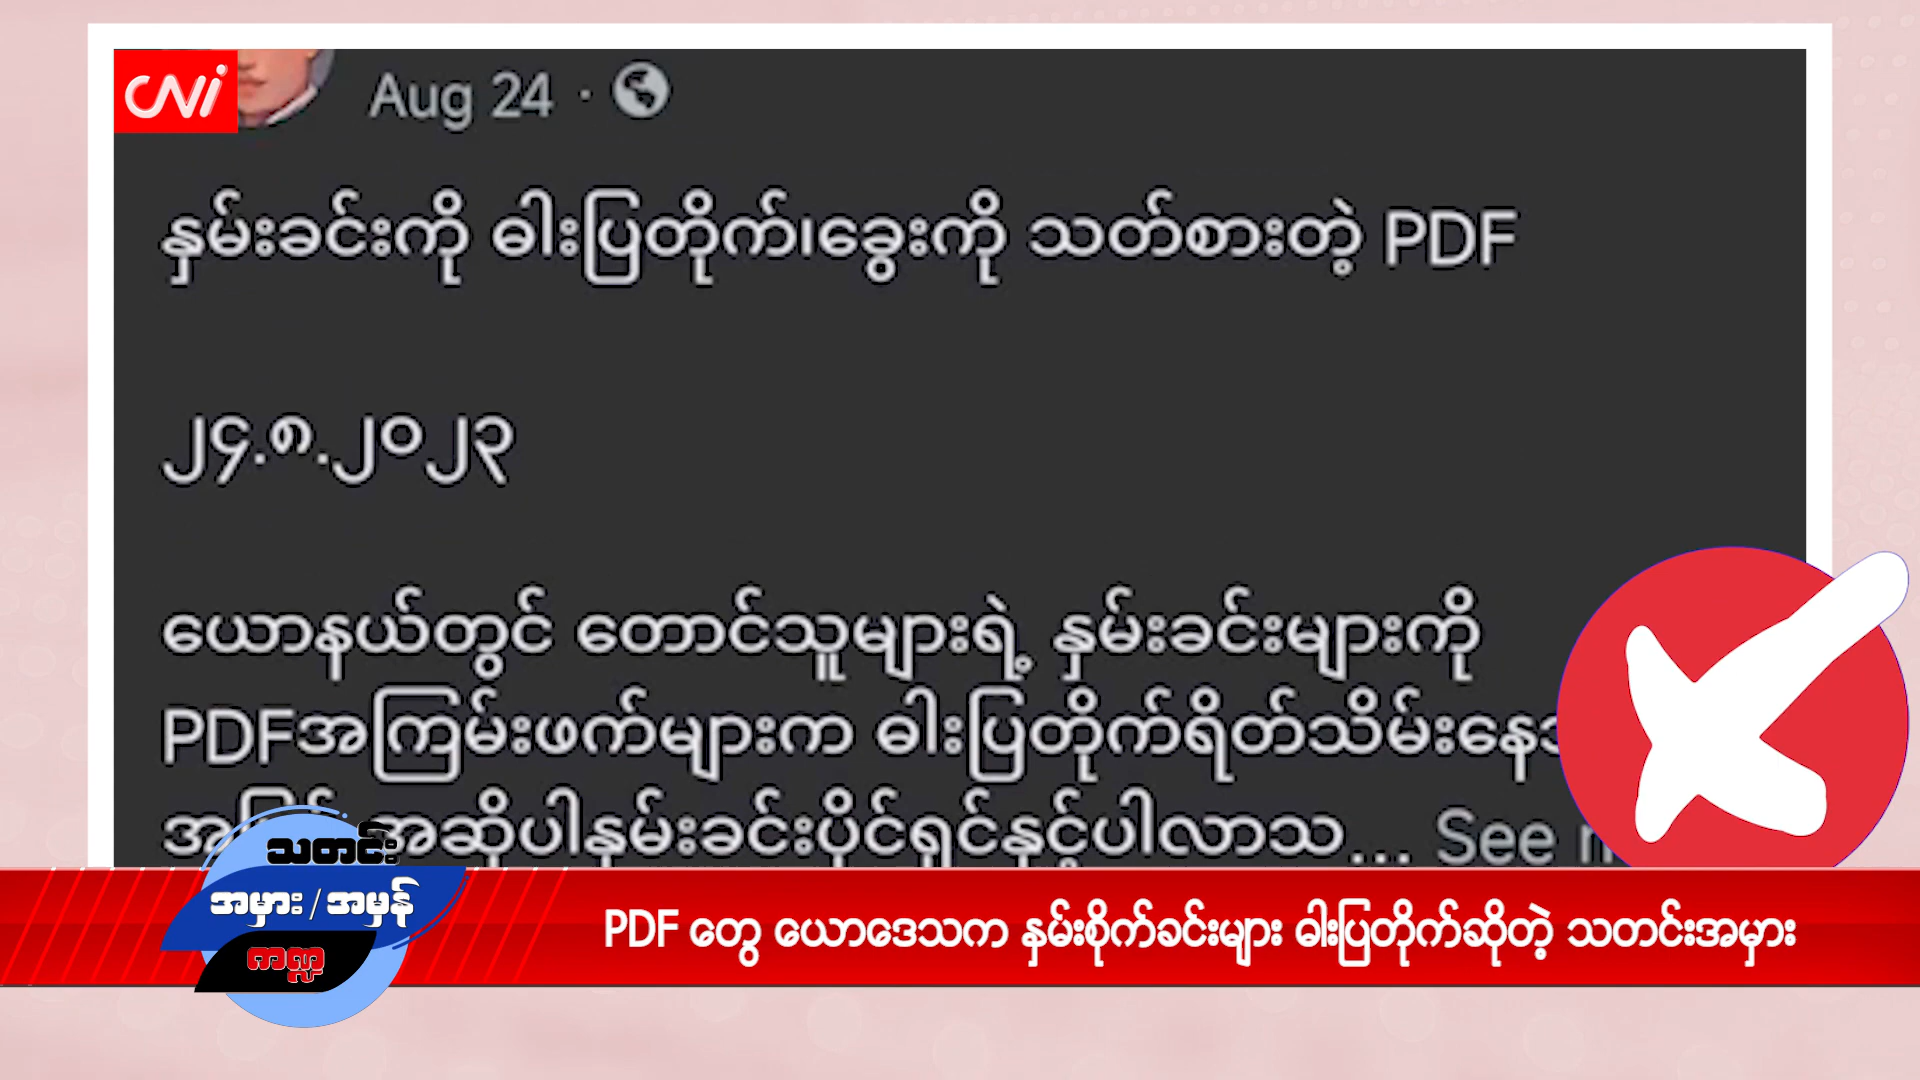 CNi
Aug 24 ·
နှမ်းခင်းကို ဓါးပြတိုက်၊ခွေးကို သတ်စားတဲ့ PDF
၂၄.၈.၂၀၂၃
ယောနယ်တွင် တောင်သူများရဲ့ နှမ်းခင်းများကို
PDFအကြမ်းဖက်များက ဓါးပြတိုက်ရိတ်သိမ်းနေ
အဆိုပါနှမ်းခင်းပိုင်ရှင်နှင့်ပါလာသ... See
သတင်း
အမှား / အမှန်
ကဏ္ဍ
PDF တွေ ယောဒေသက နှမ်းစိုက်ခင်းများ ဓါးပြတိုက်ဆိုတဲ့ သတင်းအမှား